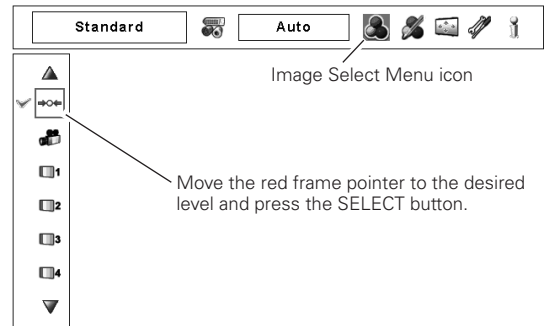 Standard
Auto
Image Select Menu icon
1
Move the red frame pointer to the desired
2
level and press the SELECT button.
3
4